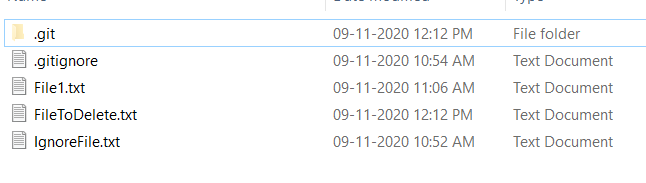 Name Date modified Type
.git 09-11-2020 12:12 PM File folder
.gitignore 09-11-2020 10:54 AM Text Document
File1.txt 09-11-2020 11:06 AM Text Document
FileToDelete.txt 09-11-2020 12:12 PM Text Document
IgnoreFile.txt 09-11-2020 10:52 AM Text Document